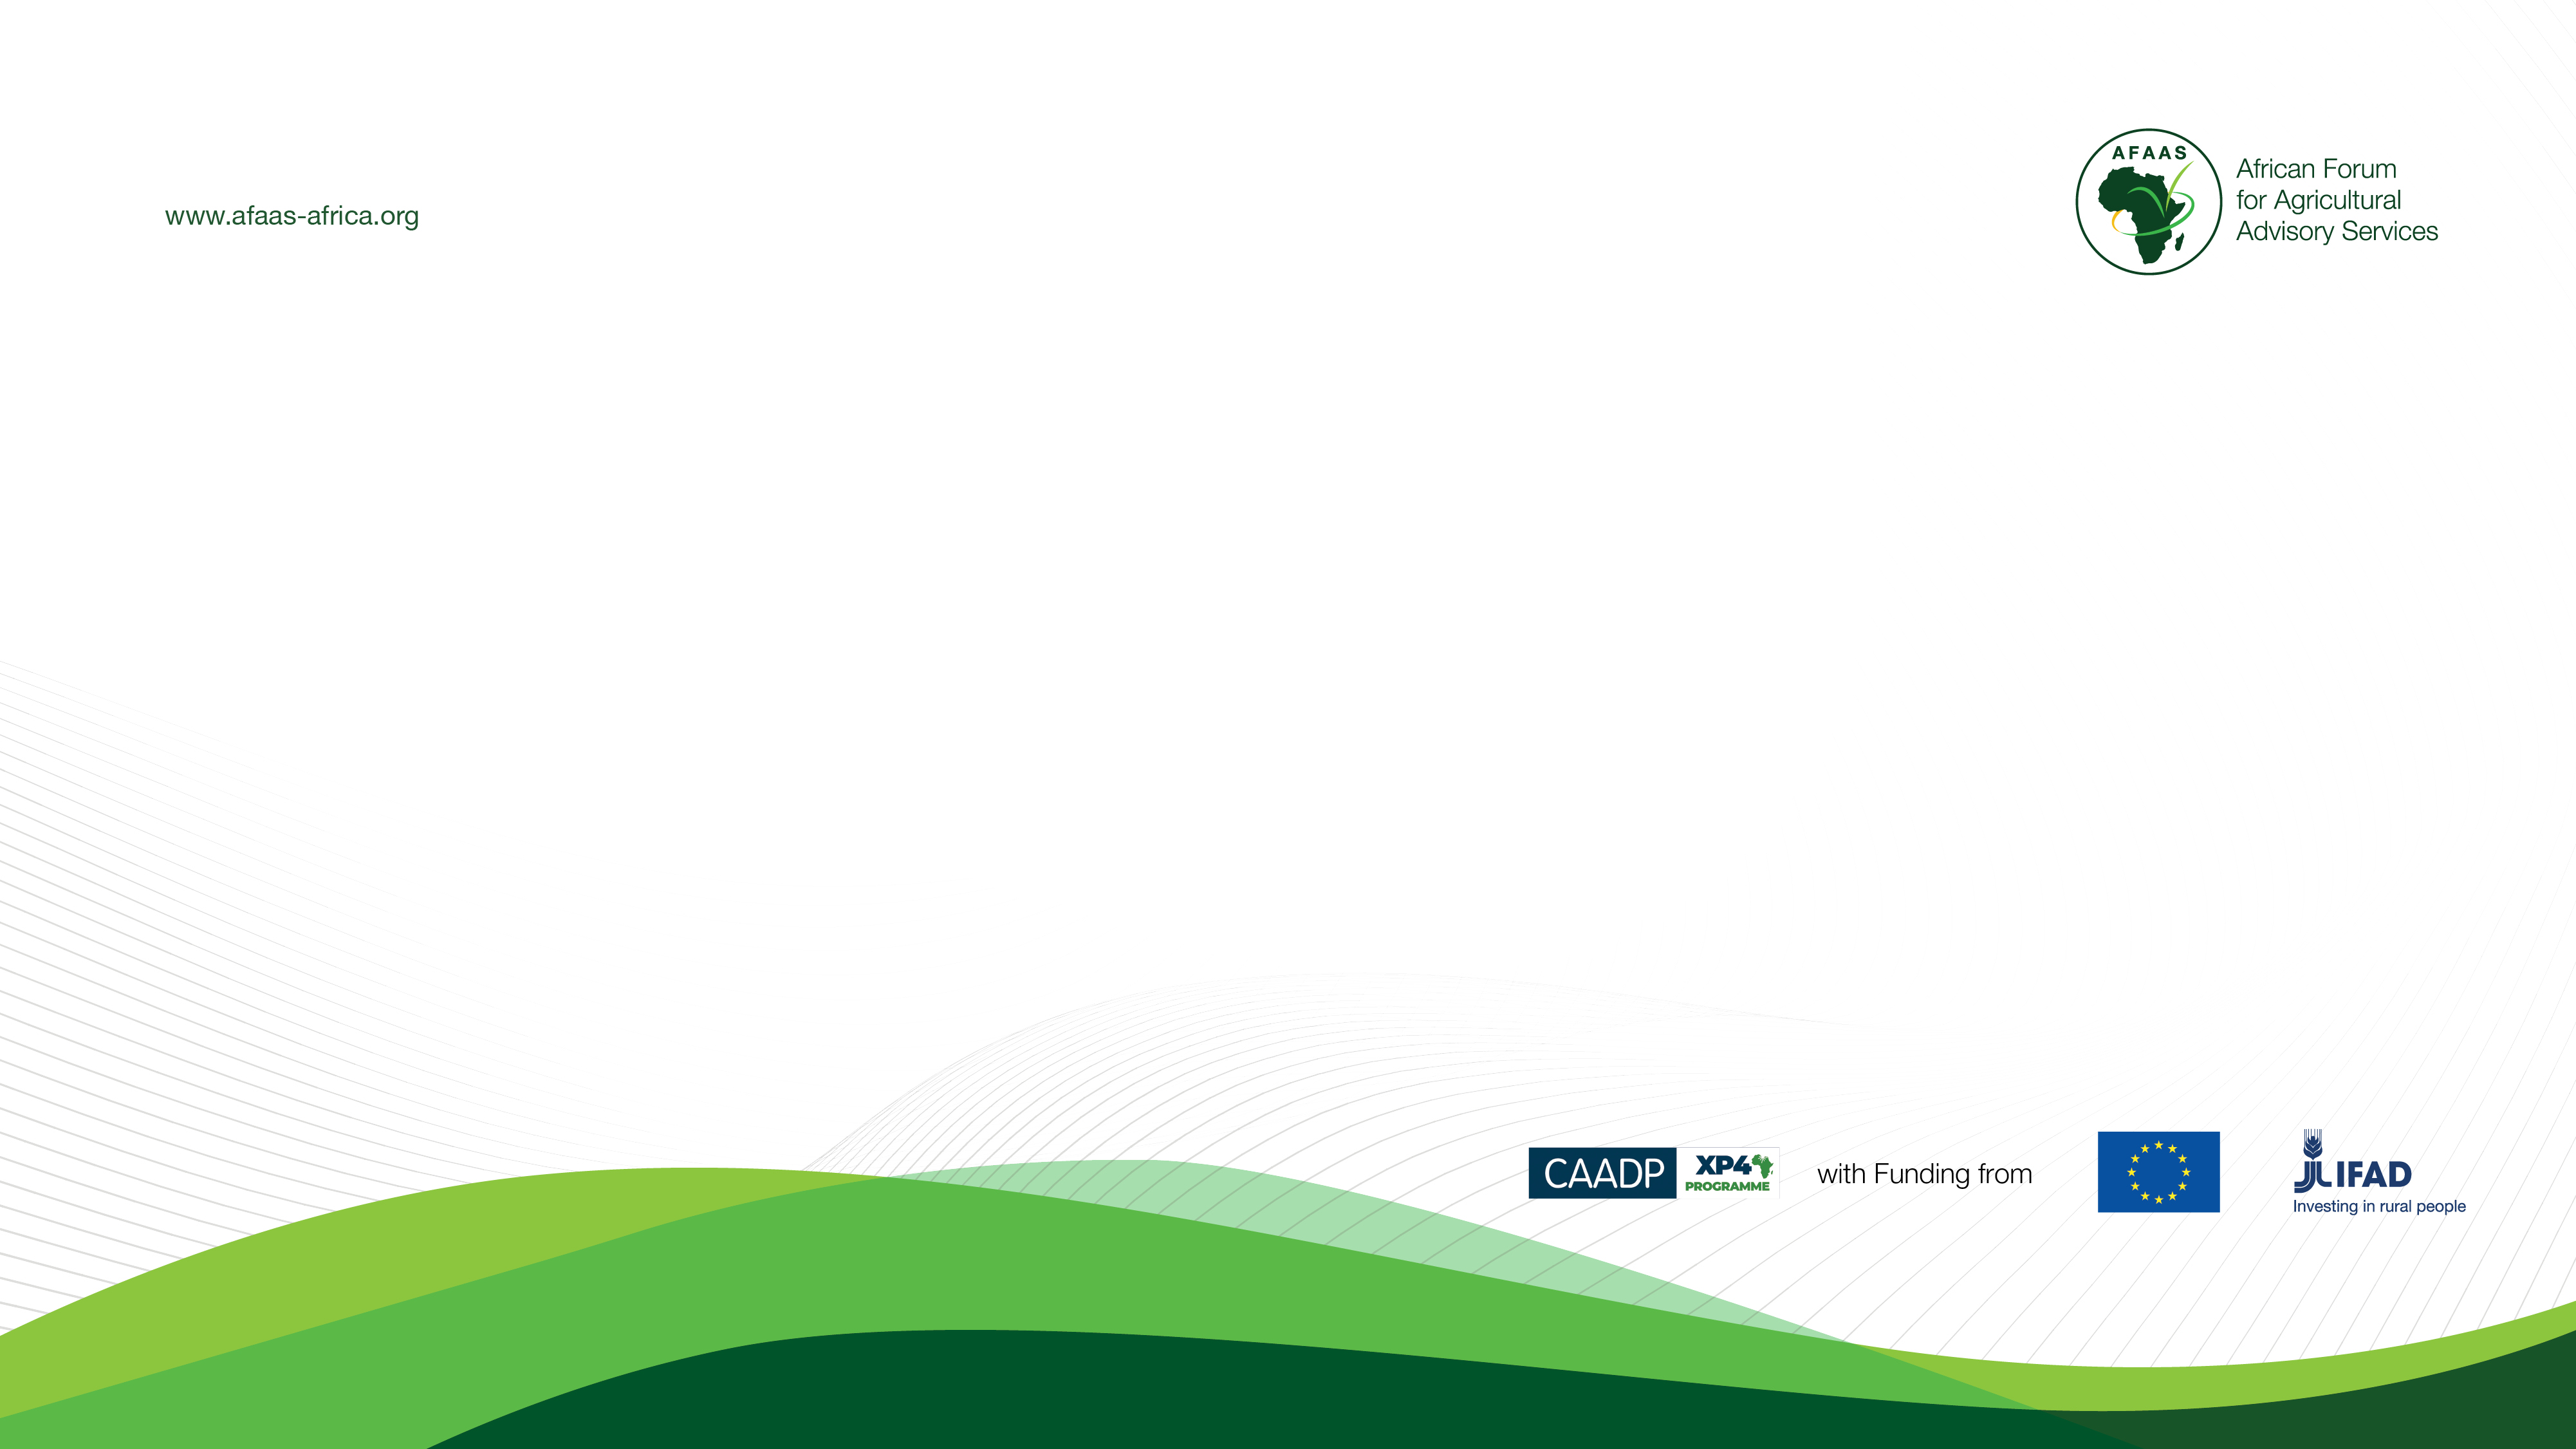 www.afaas-africa.org
AFAAS
African Forum
for Agricultural
Advisory Services
CAADP
XP4
PROGRAMME
with Funding from
IFAD
Investing in rural people